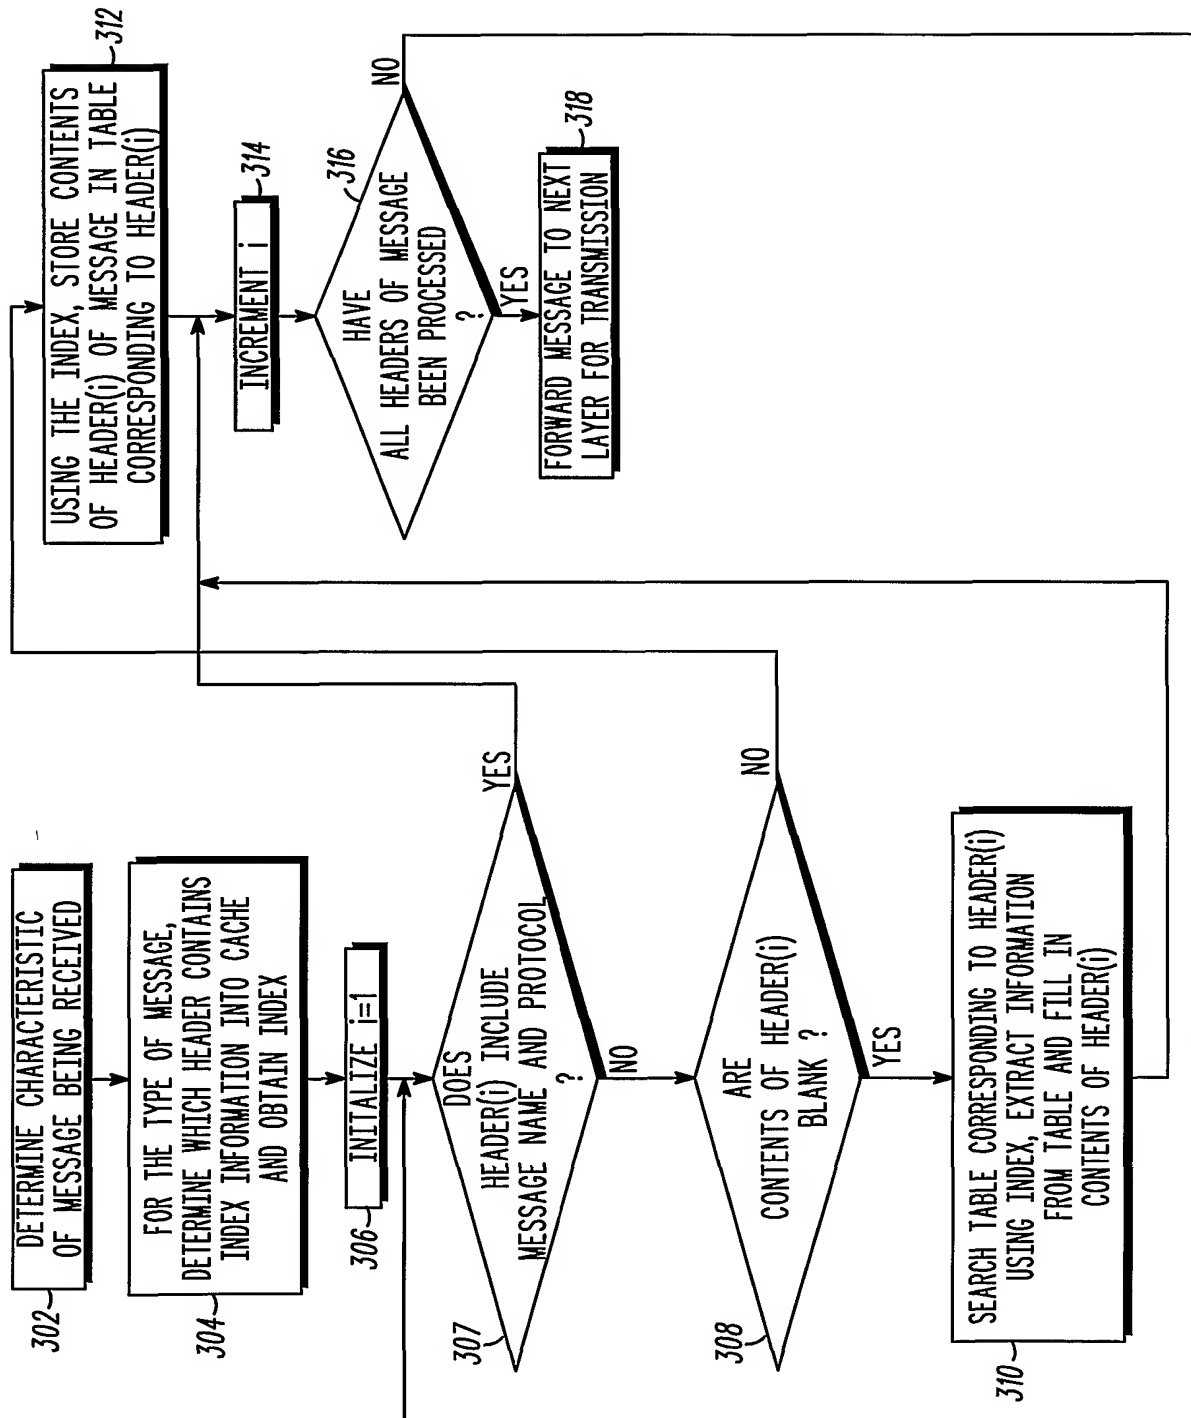 302
DETERMINE CHARACTERISTIC
OF MESSAGE BEING RECEIVED
304
FOR THE TYPE OF MESSAGE,
DETERMINE WHICH HEADER CONTAINS
INDEX INFORMATION INTO CACHE
AND OBTAIN INDEX
306
INITALIZE i=1
307
DOES
HEADER(i) INCLUDE
MESSAGE NAME AND PROTOCOL
?
YES
NO
308
ARE
CONTENTS OF HEADER(i)
BLANK ?
NO
YES
310
SEARCH TABLE CORRESPONDING TO HEADER(i)
USING INDEX, EXTRACT INFORMATION
FROM TABLE AND FILL IN
CONTENTS OF HEADER(i)
312
USING THE INDEX, STORE CONTENTS
OF HEADER(i) OF MESSAGE IN TABLE
CORRESPONDING TO HEADER(i)
314
INCREMENT i
316
HAVE
ALL HEADERS OF MESSAGE
BEEN PROCESSED
?
NO
YES
318
FORWARD MESSAGE TO NEXT
LAYER FOR TRANSMISSION